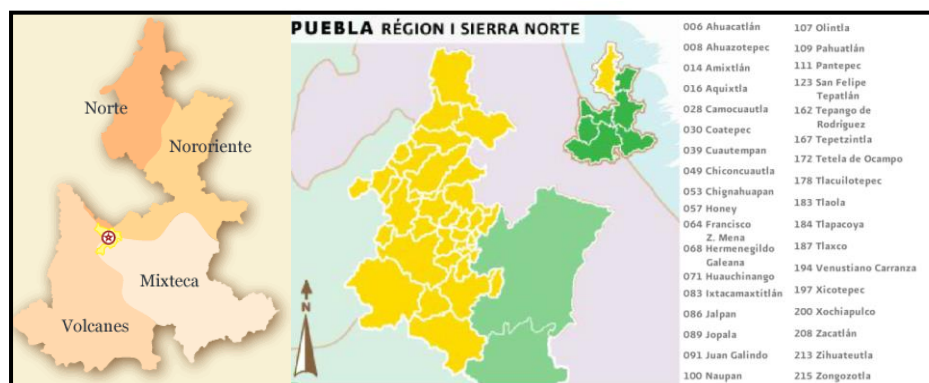 Norte
Nororiente
Mixteca
Volcanes
PUEBLA RÉGION I SIERRA NORTE
N
006 Ahuacatlán
008 Ahuazotepec
014 Amixtlán
016 Aquixtla
028 Camocuautla
030 Coatepec
039 Cuautempan
049 Chiconcuautla
053 Chignahuapan
057 Honey
064 Francisco
Z. Mena
068 Hermenegildo
Galeana
071 Huauchinango
083 Ixtacamaxtitlán
086 Jalpan
089 Jopala
091 Juan Galindo
100 Naupan
107 Olintla
109 Pahuatlán
111 Pantepec
123 San Felipe
Tepatlán
162 Tepango de
Rodríguez
167 Tepetzintla
172 Tetela de Ocampo
178 Tlacuilotepec
183 Tlaola
184 Tlapacoya
187 Tlaxco
194 Venustiano Carranza
197 Xicotepec
200 Xochiapulco
208 Zacatlán
213 Zihuateutla
215 Zongozotla